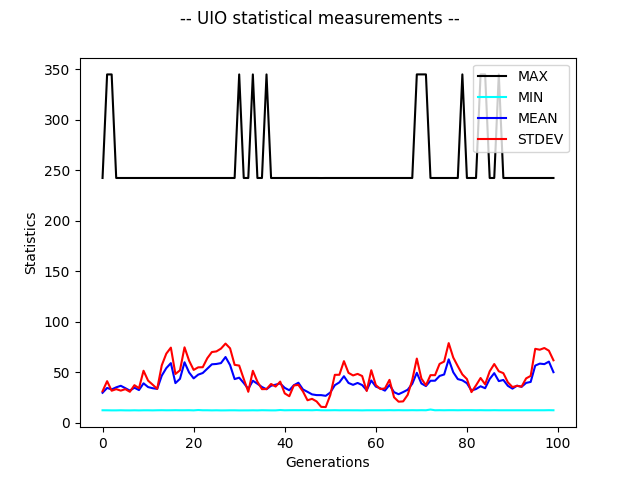 -- UIO statistical measurements --
350
300
250
200
150
100
50
0
Statistics
MAX
MIN
MEAN
STDEV
0
20
40
60
80
100
Generations